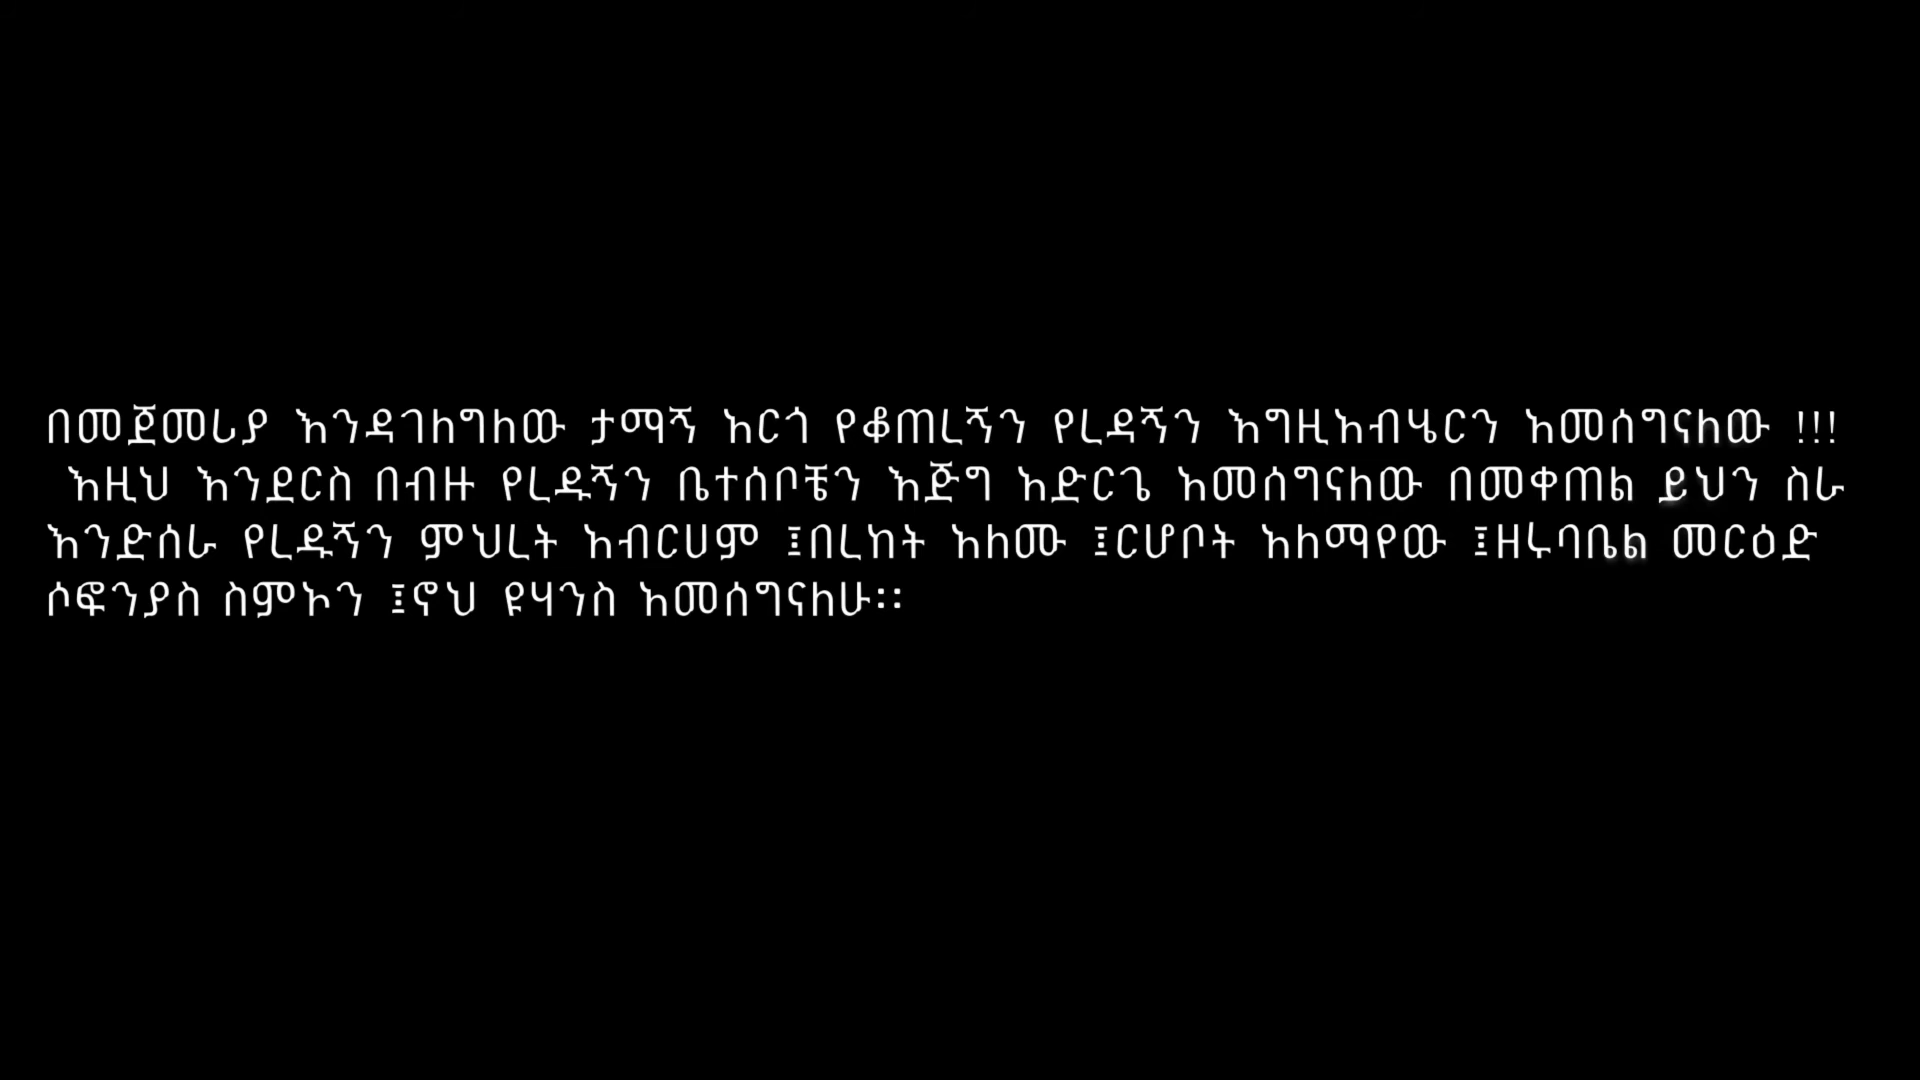 በመጀመሪያ እንዳገለግለው ታማኝ አርጎ የቆጠረኝን የረዳኝን እግዚአብሄርን አመሰግናለው !!!
እዚህ እንደርስ በብዙ የረዱኝን ቤተሰቦቼን እጅግ አድርጌ አመሰግናለው በመቀጠል ይህን ስራ
እንድሰራ የረዱኝን ምህረት አብርሀም ፤በረከት አለሙ ፤ርሆቦት አለማየው ፤ዘሩባቤል መርዕድ
ሶፎንያስ ስምኦን ፤ኖህ ዩሃንስ አመሰግናለሁ፡፡